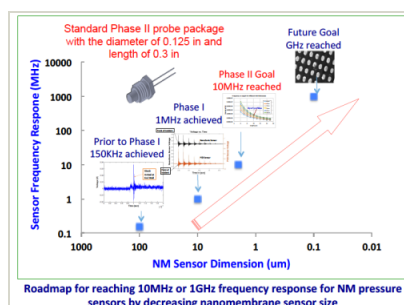 Standard Phase II probe package
with the diameter of 0.125 in and
length of 0.3 in
Future Goal
GHz reached
Phase II Goal
10MHz reached
Phase I
1MHz achieved
Prior to Phase I
150KHz achieved
Sensor Frequency Respone (MHz)
10000
1000
100
10
1
0.1
1000
100
10
1
0.1
0.01
NM Sensor Dimension (um)
Roadmap for reaching 10MHz or 1GHz frequency response for NM pressure
sensors by decreasing nanomembrane sensor size